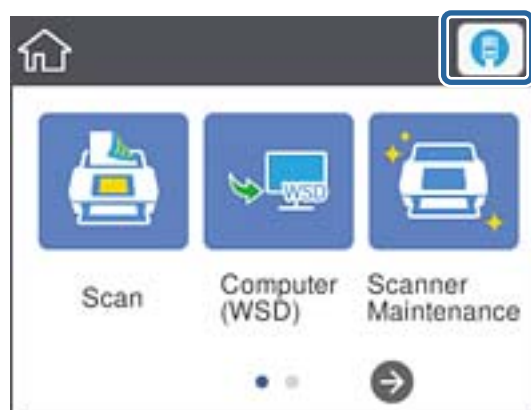 WSD
Scan
Computer
(WSD)
Scanner
Maintenance